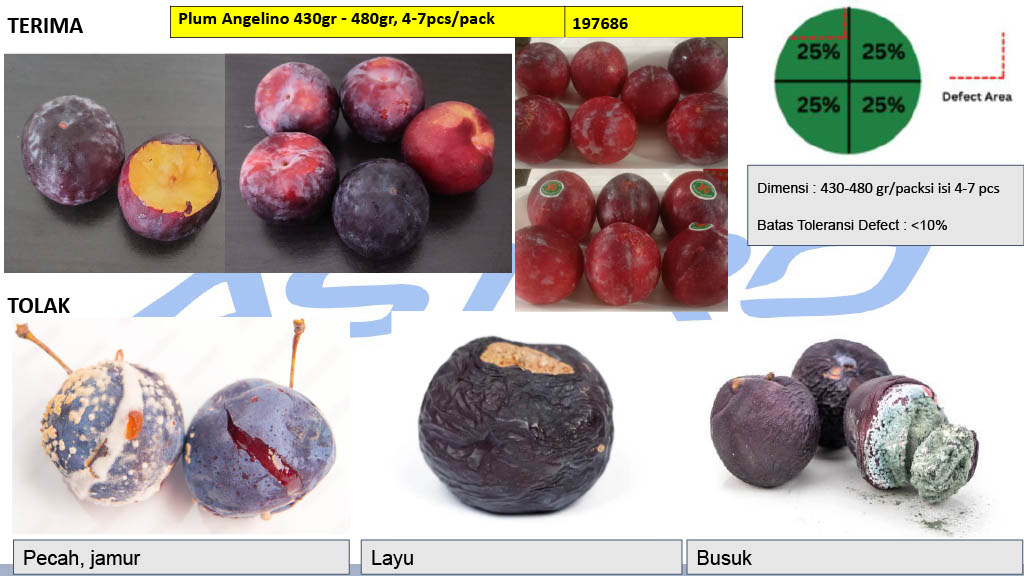 TERIMA
Plum Angelino 430gr - 480gr, 4-7pcs/pack
197686
25%
25%
25%
25%
Defect Area
Dimensi : 430-480 gr/packsi isi 4-7 pcs
Batas Toleransi Defect : <10%
TOLAK
Pecah, jamur
Layu
Busuk